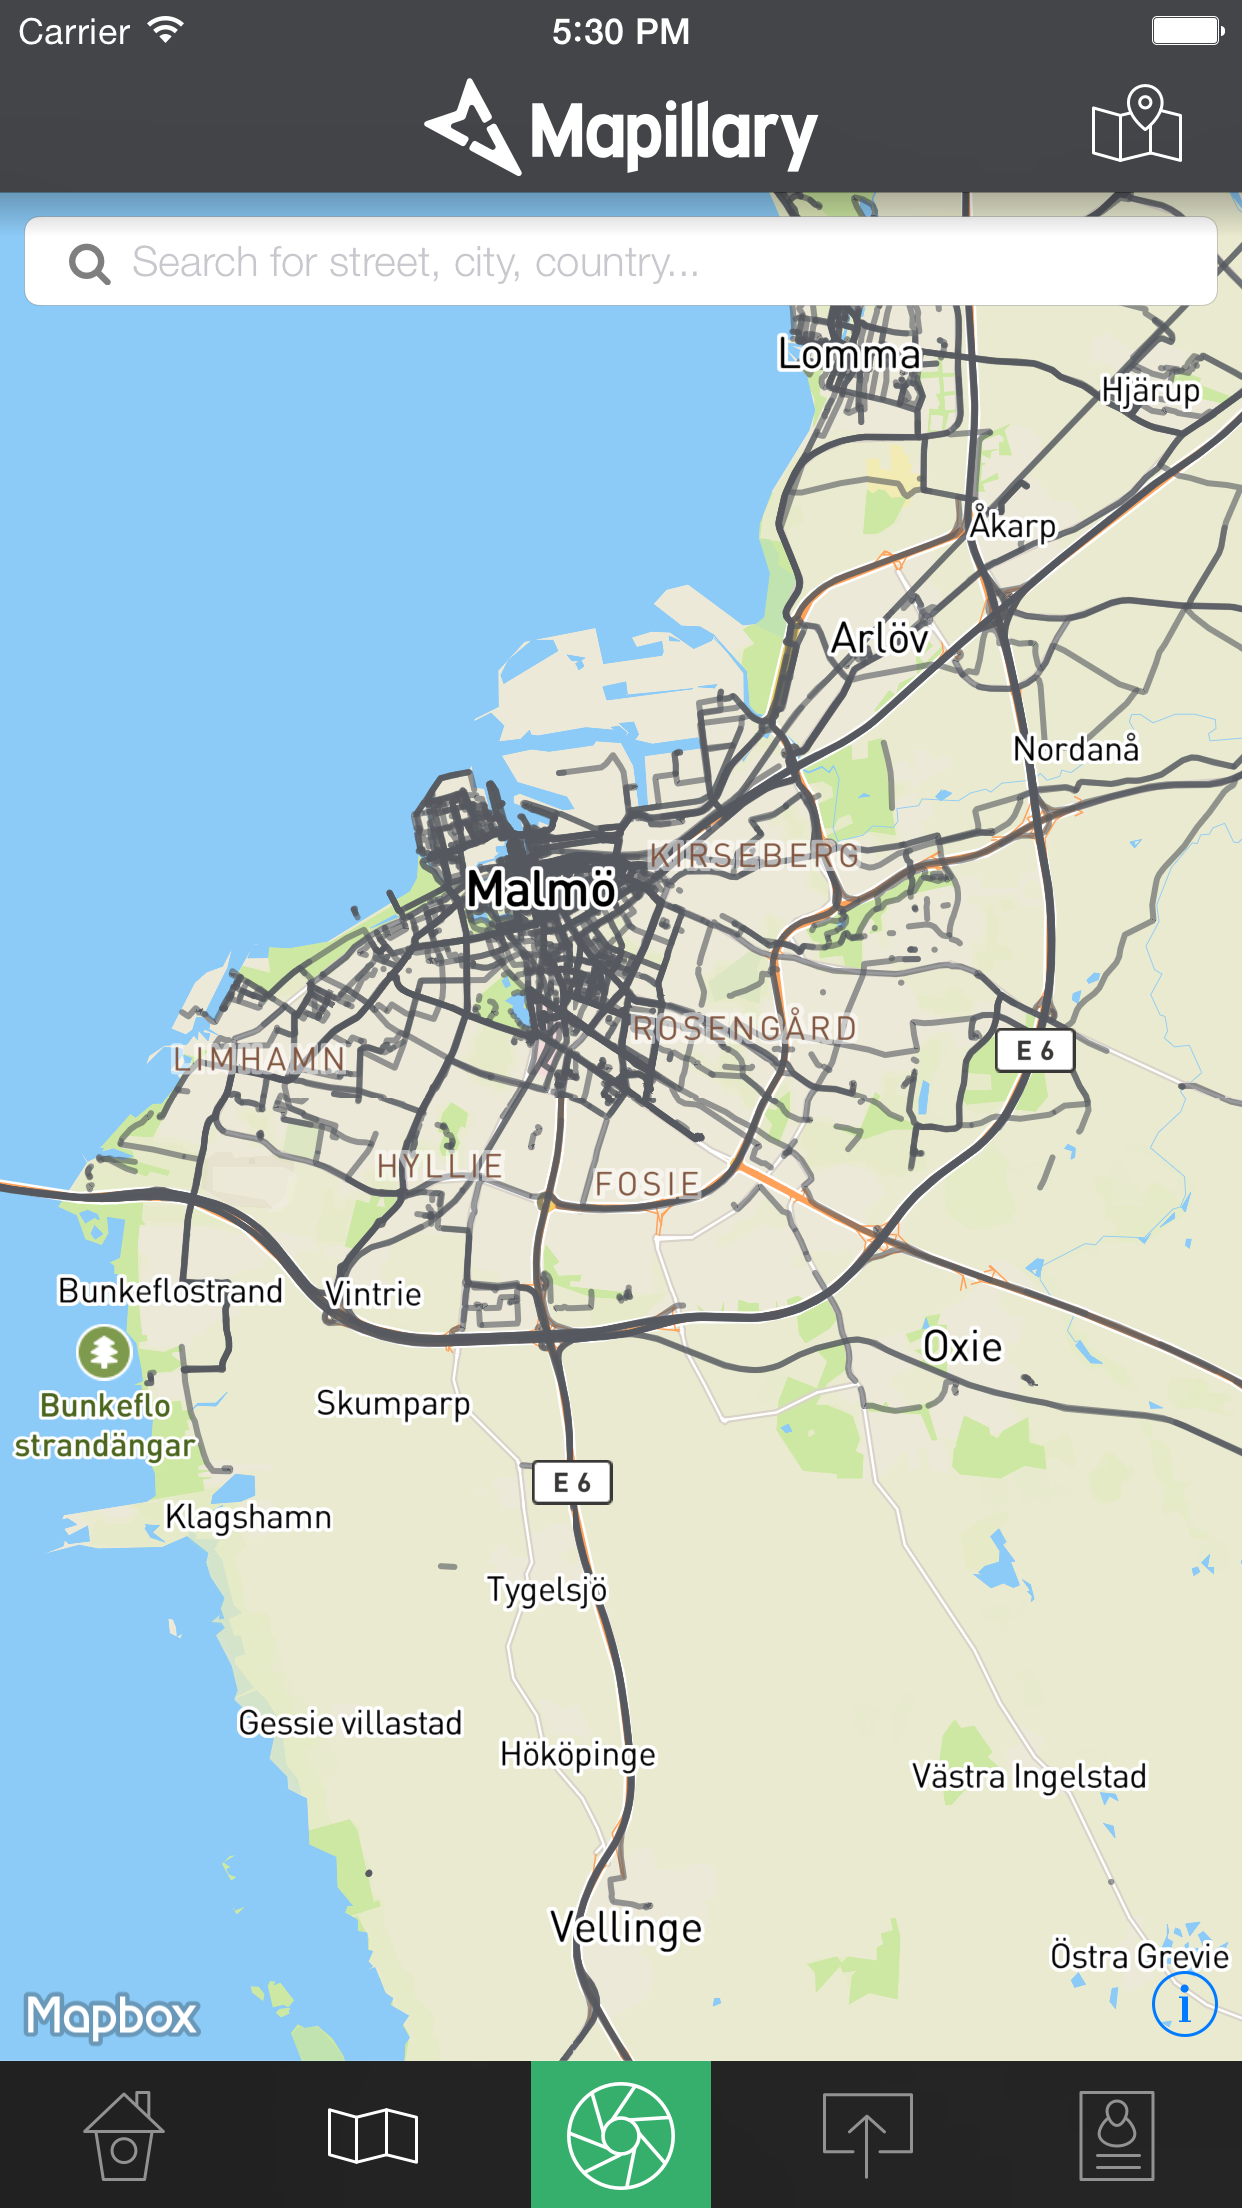 Carrier 5:30 PM
Mapillary
Search for street, city, country...
Lomma
Hjärup
Åkarp
Arlöv
Nordanå
KIRSEBERG
Malmö
ROSENGÅRD
E 6
LIMHAMN
HYLLIE
FOSIE
Bunkeflostrand
Vintrie
Oxie
Bunkeflo
strandängar
Skumparp
E 6
Klagshamn
Tygelsjö
Gessie villastad
Hököpinge
Västra Ingelstad
Vellinge
Östra Grevie
Mapbox
i